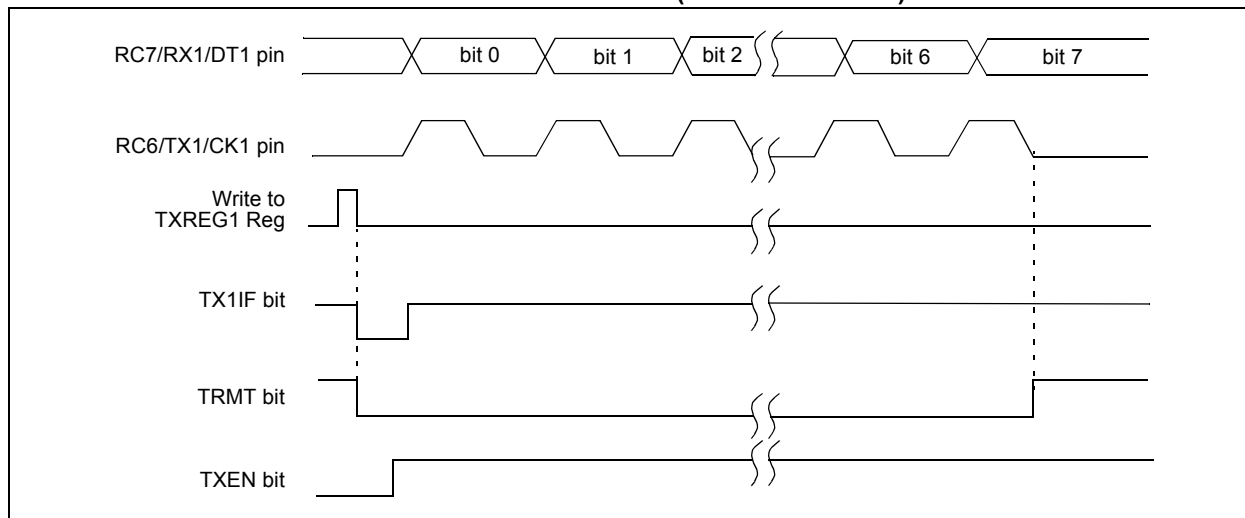 RC7/RX1/DT1 pin
bit 0
bit 1
bit 2
bit 6
bit 7
RC6/TX1/CK1 pin
Write to
TXREG1 Reg
TX1IF bit
TRMT bit
TXEN bit